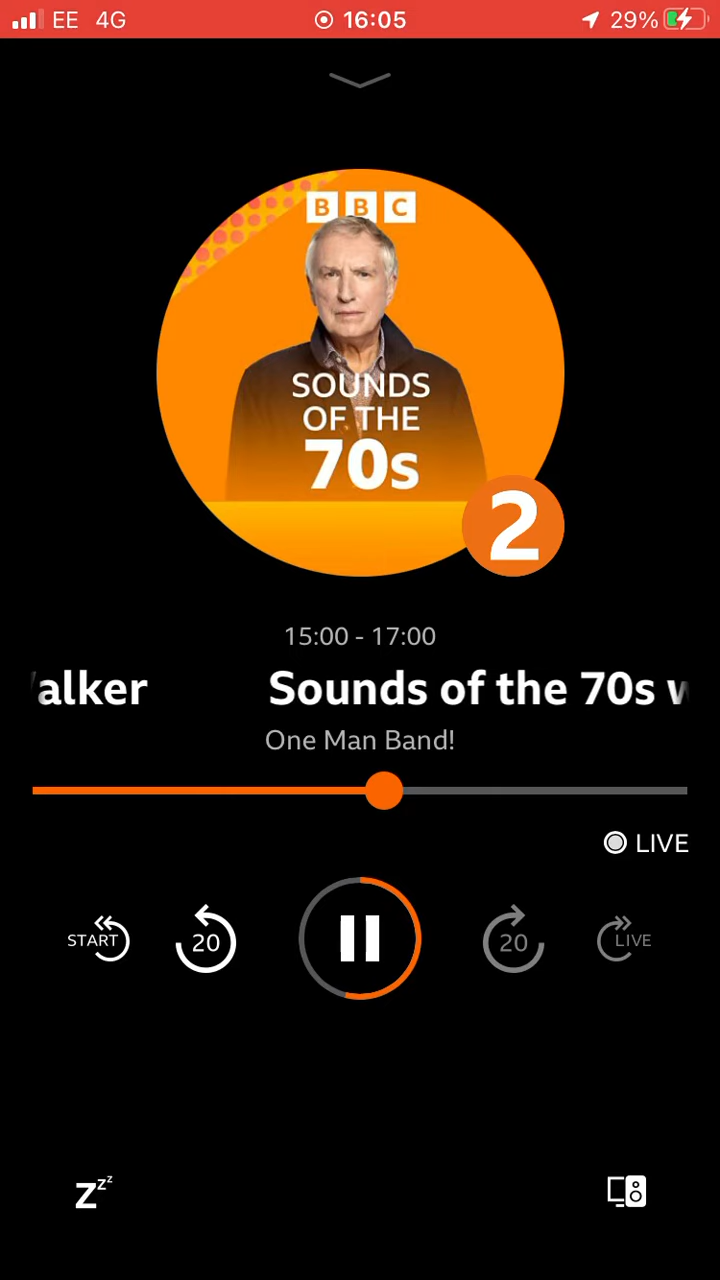 EE 4G 16:05 29%
BBC
SOUNDS
OF THE
70s
2
15:00 - 17:00
alker Sounds of the 70s w
One Man Band!
LIVE
START 20 20 LIVE
Zzz